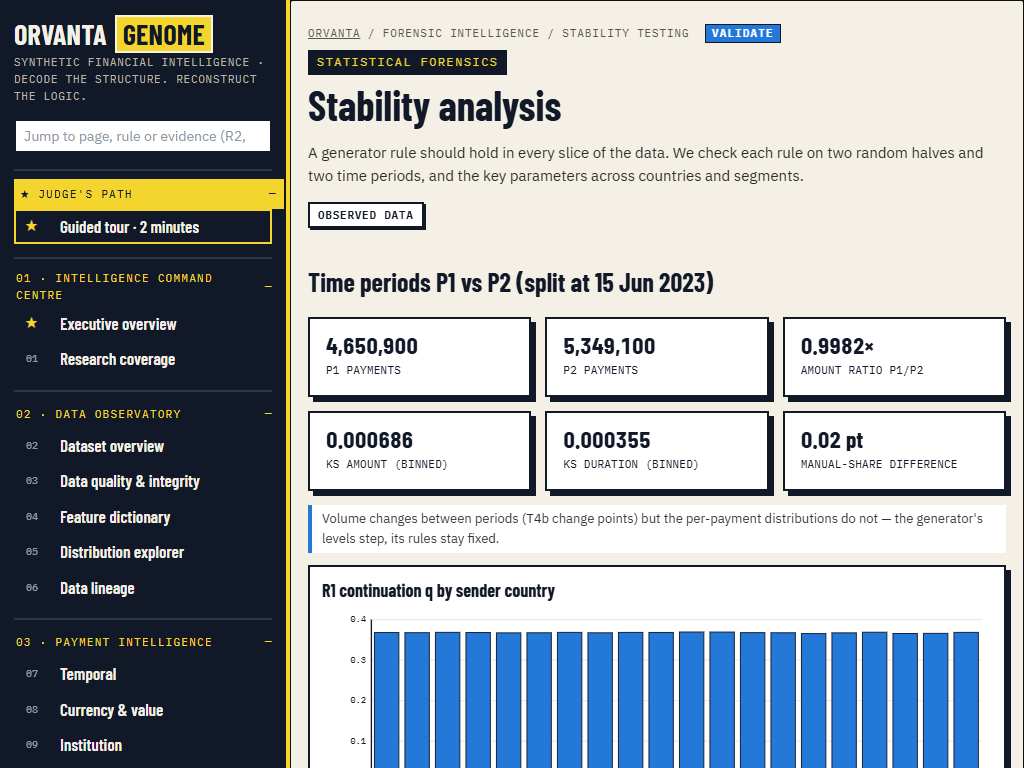 ORVANTA GENOME
SYNTHETIC FINANCIAL INTELLIGENCE ·
DECODE THE STRUCTURE. RECONSTRUCT
THE LOGIC.
Jump to page, rule or evidence (R2,
★ JUDGE'S PATH −
★ Guided tour · 2 minutes
01 · INTELLIGENCE COMMAND
CENTRE −
★ Executive overview
01 Research coverage
02 · DATA OBSERVATORY −
02 Dataset overview
03 Data quality & integrity
04 Feature dictionary
05 Distribution explorer
06 Data lineage
03 · PAYMENT INTELLIGENCE −
07 Temporal
08 Currency & value
09 Institution
ORVANTA / FORENSIC INTELLIGENCE / STABILITY TESTING VALIDATE
STATISTICAL FORENSICS
Stability analysis
A generator rule should hold in every slice of the data. We check each rule on two random halves and
two time periods, and the key parameters across countries and segments.
OBSERVED DATA
Time periods P1 vs P2 (split at 15 Jun 2023)
4,650,900
P1 PAYMENTS
5,349,100
P2 PAYMENTS
0.9982×
AMOUNT RATIO P1/P2
0.000686
KS AMOUNT (BINNED)
0.000355
KS DURATION (BINNED)
0.02 pt
MANUAL-SHARE DIFFERENCE
Volume changes between periods (T4b change points) but the per-payment distributions do not — the generator's
levels step, its rules stay fixed.
R1 continuation q by sender country
0.4
0.3
0.2
0.1